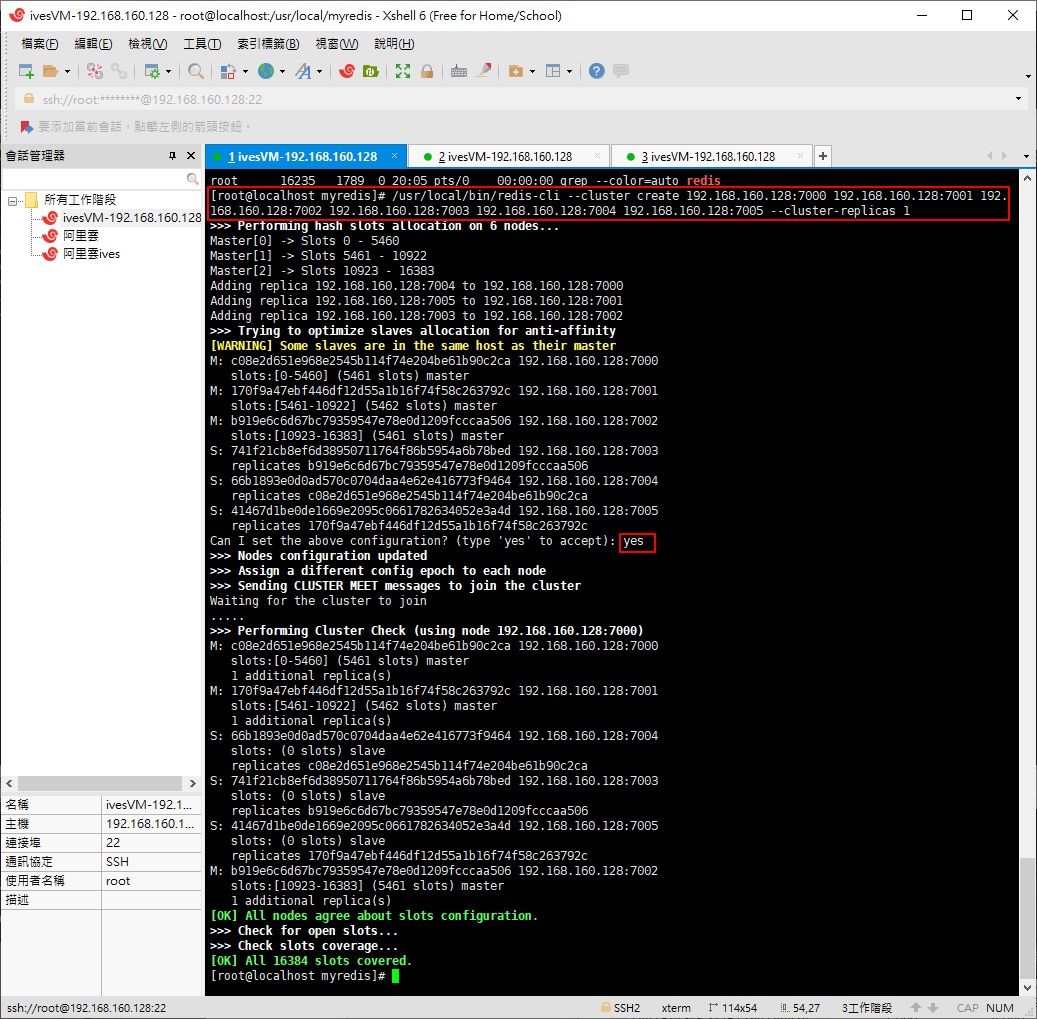 ivesVM-192.168.160.128 - root@localhost:/usr/local/myredis - Xshell 6 (Free for Home/School)
檔案(F) 編輯(E) 檢視(V) 工具(T) 索引標籤(B) 視窗(W) 說明(H)
ssh://root:********@192.168.160.128:22
要添加當前會話，點擊左側的箭頭按鈕。
會話管理器
1 ivesVM-192.168.160.128 × 2 ivesVM-192.168.160.128 × 3 ivesVM-192.168.160.128 × +
所有工作階段
ivesVM-192.168.160.128
阿里雲
阿里雲ives
名稱 ivesVM-192.1...
主機 192.168.160.1...
連接埠 22
通訊協定 SSH
使用者名稱 root
描述
root 16235 1789 0 20:05 pts/0 00:00:00 grep --color=auto redis
[root@localhost myredis]# /usr/local/bin/redis-cli --cluster create 192.168.160.128:7000 192.168.160.128:7001 192.
168.160.128:7002 192.168.160.128:7003 192.168.160.128:7004 192.168.160.128:7005 --cluster-replicas 1
>>> Performing hash slots allocation on 6 nodes...
Master[0] -> Slots 0 - 5460
Master[1] -> Slots 5461 - 10922
Master[2] -> Slots 10923 - 16383
Adding replica 192.168.160.128:7004 to 192.168.160.128:7000
Adding replica 192.168.160.128:7005 to 192.168.160.128:7001
Adding replica 192.168.160.128:7003 to 192.168.160.128:7002
>>> Trying to optimize slaves allocation for anti-affinity
[WARNING] Some slaves are in the same host as their master
M: c08e2d651e968e2545b114f74e204be61b90c2ca 192.168.160.128:7000
slots:[0-5460] (5461 slots) master
M: 170f9a47ebf446df12d55a1b16f74f58c263792c 192.168.160.128:7001
slots:[5461-10922] (5462 slots) master
M: b919e6c6d67bc79359547e78e0d1209fcccaa506 192.168.160.128:7002
slots:[10923-16383] (5461 slots) master
S: 741f21cb8ef6d38950711764f86b5954a6b78bed 192.168.160.128:7003
replicates b919e6c6d67bc79359547e78e0d1209fcccaa506
S: 66b1893e0d0ad570c0704daa4e62e416773f9464 192.168.160.128:7004
replicates c08e2d651e968e2545b114f74e204be61b90c2ca
S: 41467d1be0de1669e2095c0661782634052e3a4d 192.168.160.128:7005
replicates 170f9a47ebf446df12d55a1b16f74f58c263792c
Can I set the above configuration? (type 'yes' to accept): yes
>>> Nodes configuration updated
>>> Assign a different config epoch to each node
>>> Sending CLUSTER MEET messages to join the cluster
Waiting for the cluster to join
.....
>>> Performing Cluster Check (using node 192.168.160.128:7000)
M: c08e2d651e968e2545b114f74e204be61b90c2ca 192.168.160.128:7000
slots:[0-5460] (5461 slots) master
1 additional replica(s)
M: 170f9a47ebf446df12d55a1b16f74f58c263792c 192.168.160.128:7001
slots:[5461-10922] (5462 slots) master
1 additional replica(s)
S: 66b1893e0d0ad570c0704daa4e62e416773f9464 192.168.160.128:7004
slots: (0 slots) slave
replicates c08e2d651e968e2545b114f74e204be61b90c2ca
S: 741f21cb8ef6d38950711764f86b5954a6b78bed 192.168.160.128:7003
slots: (0 slots) slave
replicates b919e6c6d67bc79359547e78e0d1209fcccaa506
S: 41467d1be0de1669e2095c0661782634052e3a4d 192.168.160.128:7005
slots: (0 slots) slave
replicates 170f9a47ebf446df12d55a1b16f74f58c263792c
M: b919e6c6d67bc79359547e78e0d1209fcccaa506 192.168.160.128:7002
slots:[10923-16383] (5461 slots) master
1 additional replica(s)
[OK] All nodes agree about slots configuration.
>>> Check for open slots...
>>> Check slots coverage...
[OK] All 16384 slots covered.
[root@localhost myredis]#
ssh://root@192.168.160.128:22 SSH2 xterm 114x54 54,27 3工作階段 CAP NUM